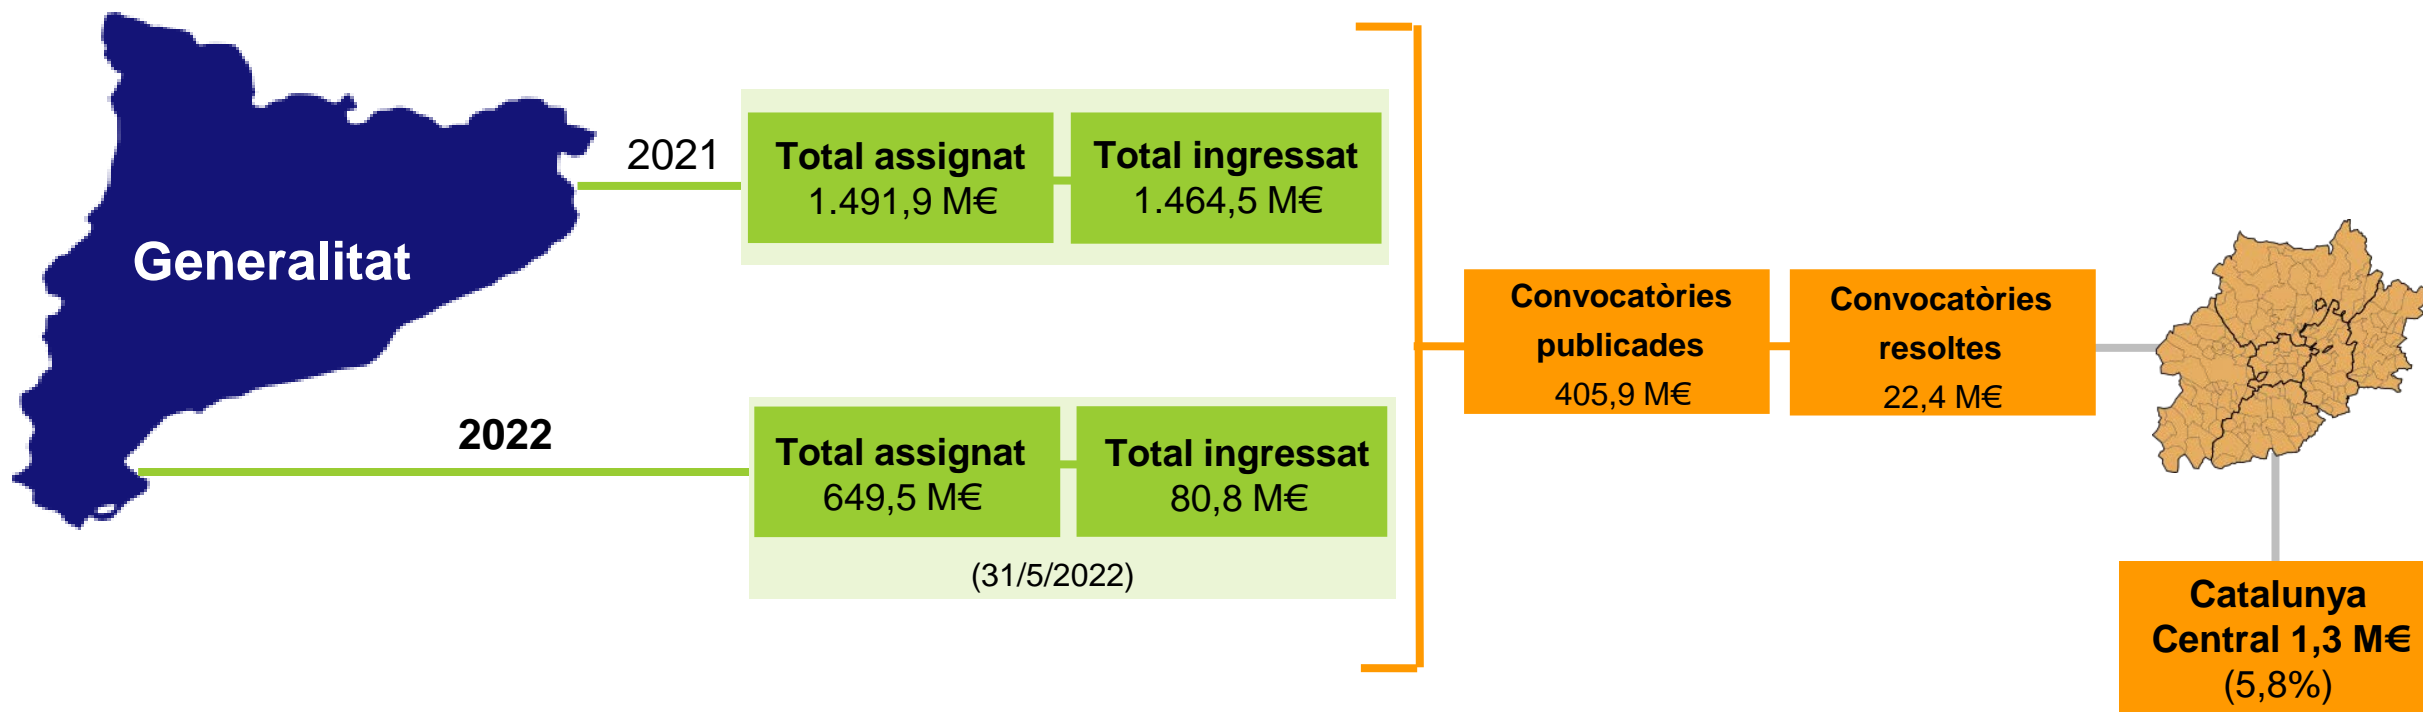 Generalitat
2021
Total assignat
1.491,9 M€
Total ingressat
1.464,5 M€
2022
Total assignat
649,5 M€
Total ingressat
80,8 M€
(31/5/2022)
Convocatòries
publicades
405,9 M€
Convocatòries
resoltes
22,4 M€
Catalunya
Central 1,3 M€
(5,8%)